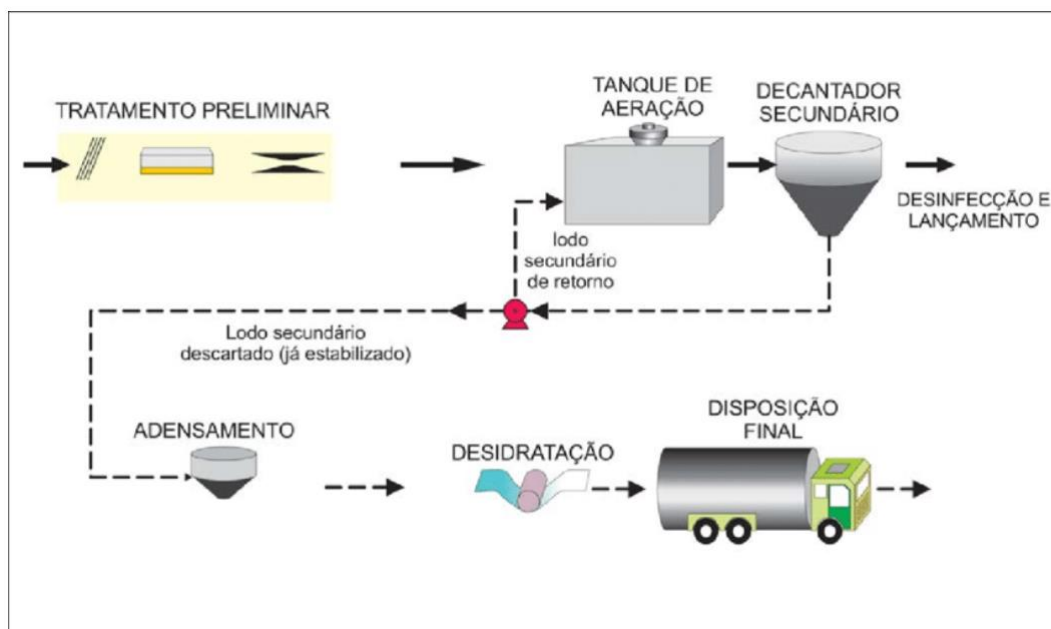 TRATAMENTO PRELIMINAR
TANQUE DE
AERAÇÃO
DECANTADOR
SECUNDÁRIO
DESINFECÇÃO E
LANÇAMENTO
lodo
secundário
de retorno
Lodo secundário
descartado (já estabilizado)
ADENSAMENTO
DESIDRATAÇÃO
DISPOSIÇÃO
FINAL